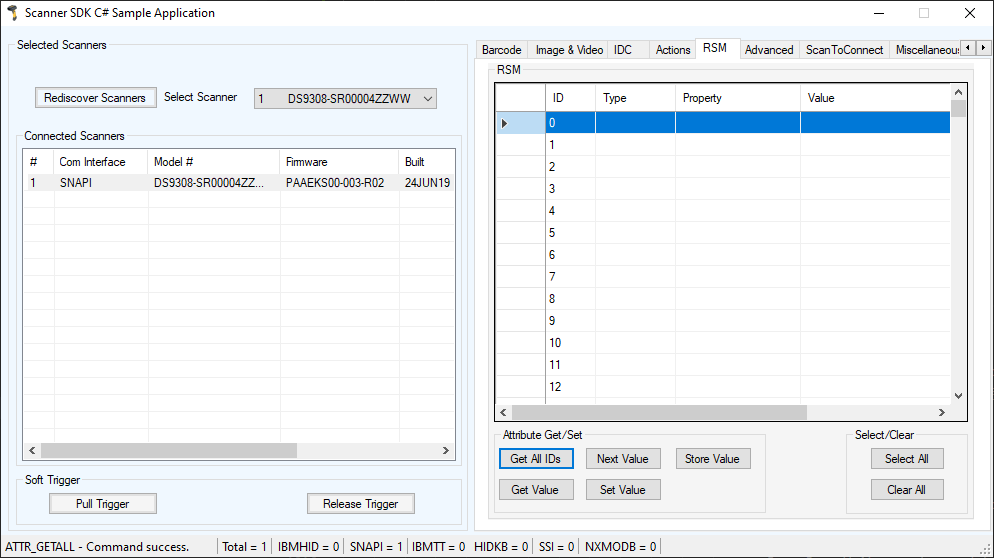 Scanner SDK C# Sample Application
Selected Scanners
Rediscover Scanners Select Scanner 1 DS9308-SR00004ZZWW
Connected Scanners
# Com Interface Model # Firmware Built
1 SNAPI DS9308-SR00004ZZ... PAAEKS00-003-R02 24JUN19
Soft Trigger
Pull Trigger Release Trigger
Barcode Image & Video IDC Actions RSM Advanced ScanToConnect Miscellaneous
RSM
ID Type Property Value
0
1
2
3
4
5
6
7
8
9
10
11
12
Attribute Get/Set
Get All IDs Next Value Store Value
Get Value Set Value
Select/Clear
Select All
Clear All
ATTR_GETALL - Command success. Total = 1 IBMHID = 0 SNAPI = 1 IBMTT = 0 HIDKB = 0 SSI = 0 NXMODB = 0